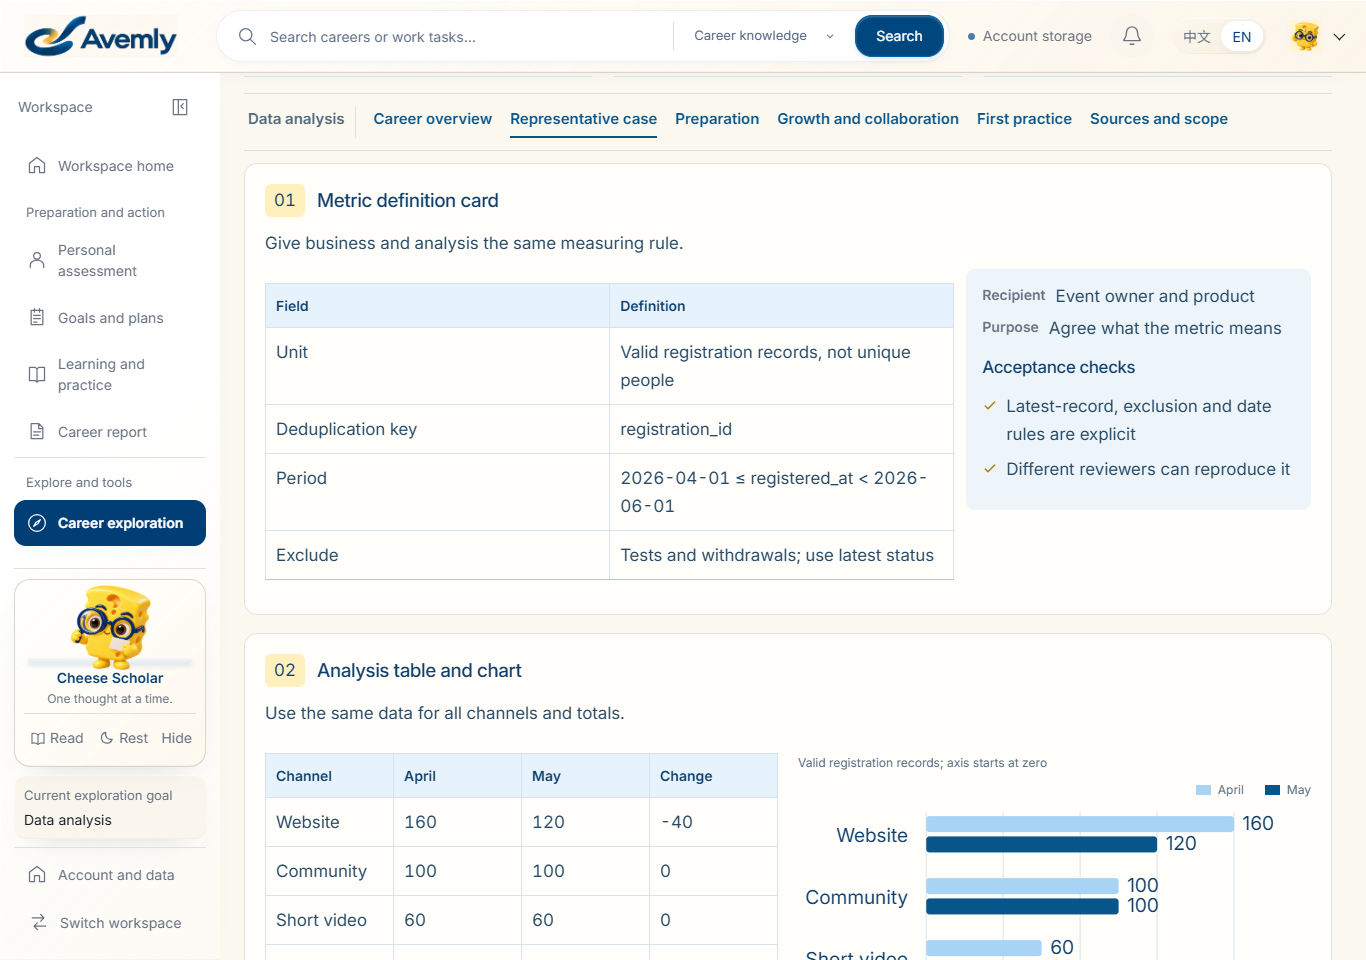 Avemly
Search careers or work tasks...
Career knowledge
Search
Account storage
中文
EN
Workspace
Workspace home
Preparation and action
Personal
assessment
Goals and plans
Learning and
practice
Career report
Explore and tools
Career exploration
Cheese Scholar
One thought at a time.
Read
Rest
Hide
Current exploration goal
Data analysis
Account and data
Switch workspace
Data analysis
Career overview
Representative case
Preparation
Growth and collaboration
First practice
Sources and scope
01 Metric definition card
Give business and analysis the same measuring rule.
Field Definition
Unit Valid registration records, not unique
people
Deduplication key registration_id
Period 2026-04-01 ≤ registered_at < 2026-
06-01
Exclude Tests and withdrawals; use latest status
Recipient Event owner and product
Purpose Agree what the metric means
Acceptance checks
Latest-record, exclusion and date
rules are explicit
Different reviewers can reproduce it
02 Analysis table and chart
Use the same data for all channels and totals.
Channel April May Change
Website 160 120 -40
Community 100 100 0
Short video 60 60 0
Valid registration records; axis starts at zero
April May
Website 160
120
Community 100
100
Short video 60